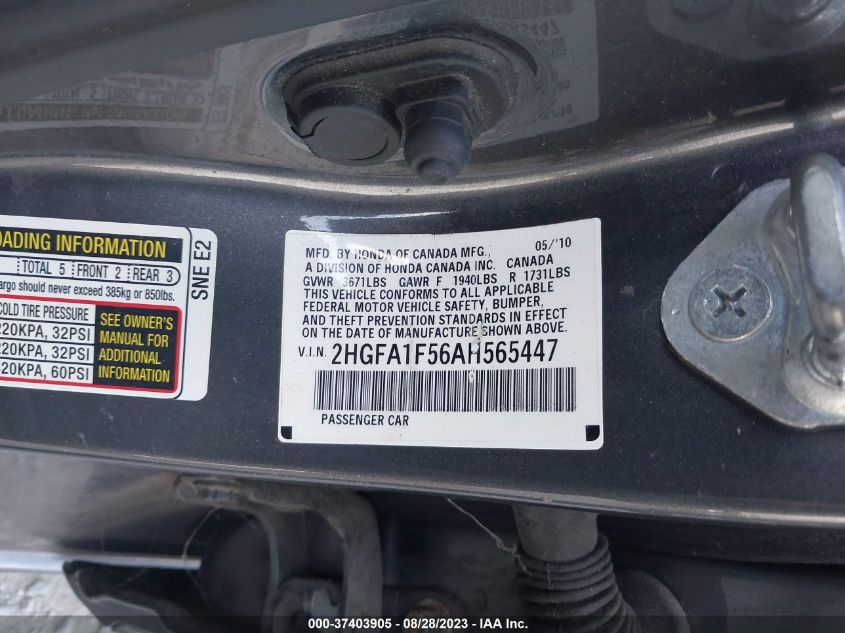 OADING INFORMATION
TOTAL 5 FRONT 2 REAR 3
argo should never exceed 385kg or 850lbs.
COLD TIRE PRESSURE
220KPA, 32PSI
220KPA, 32PSI
420KPA, 60PSI
SEE OWNER'S
MANUAL FOR
ADDITIONAL
INFORMATION
SNE E2
MFD. BY HONDA OF CANADA MFG., 05/'10
A DIVISION OF HONDA CANADA INC. CANADA
GVWR 3671LBS GAWR F 1940LBS R 1731LBS
THIS VEHICLE CONFORMS TO ALL APPLICABLE
FEDERAL MOTOR VEHICLE SAFETY, BUMPER,
AND THEFT PREVENTION STANDARDS IN EFFECT
ON THE DATE OF MANUFACTURE SHOWN ABOVE.
V.I.N. 2HGFA1F56AH565447
PASSENGER CAR
000-37403905 - 08/28/2023 - IAAI.COM